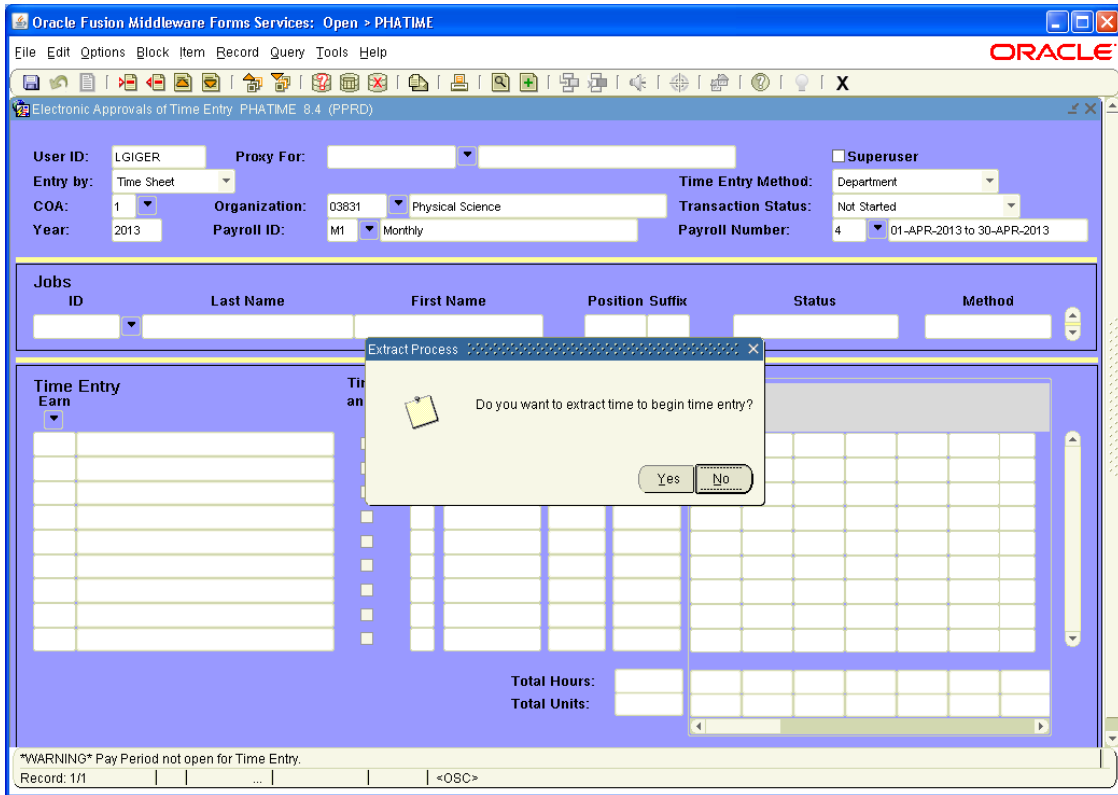 Oracle Fusion Middleware Forms Services: Open > PHATIME
File Edit Options Block Item Record Query Tools Help
ORACLE
X
Electronic Approvals of Time Entry PHATIME 8.4 (PPRD)
User ID: LGIGER Proxy For: Superuser
Entry by: Time Sheet Time Entry Method: Department
COA: 1 Organization: 03831 Physical Science Transaction Status: Not Started
Year: 2013 Payroll ID: M1 Monthly Payroll Number: 4 01-APR-2013 to 30-APR-2013
Jobs
ID Last Name First Name Position Suffix Status Method
Extract Process
Do you want to extract time to begin time entry?
Yes No
Time Entry
Earn
Total Hours:
Total Units:
*WARNING* Pay Period not open for Time Entry.
Record: 1/1 ... <OSC>